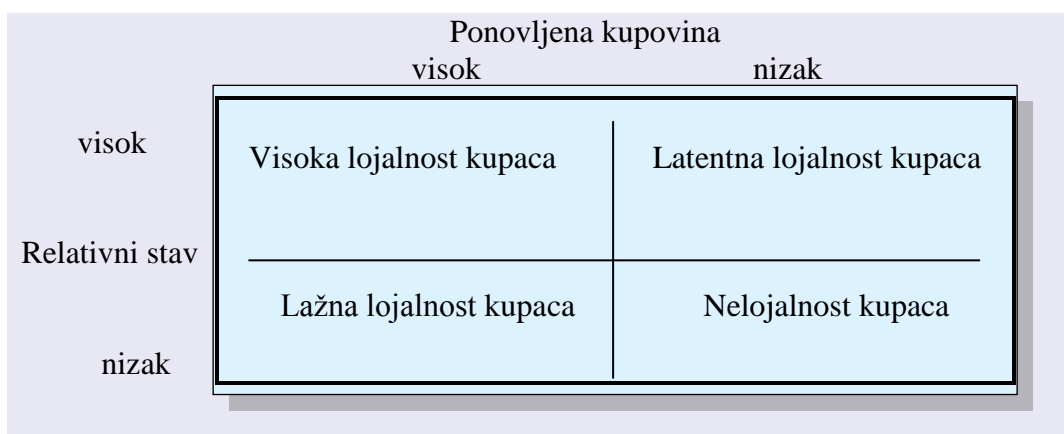 Ponovljena kupovina
visok nizak
visok
Visoka lojalnost kupaca Latentna lojalnost kupaca
Relativni stav
Lažna lojalnost kupaca Nelojalnost kupaca
nizak